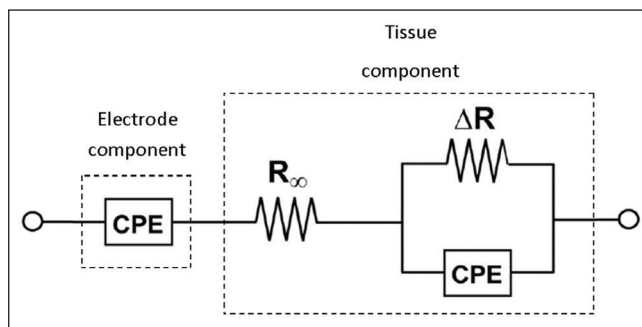 Tissue
component
Electrode
component
ΔR
R∞
CPE
CPE